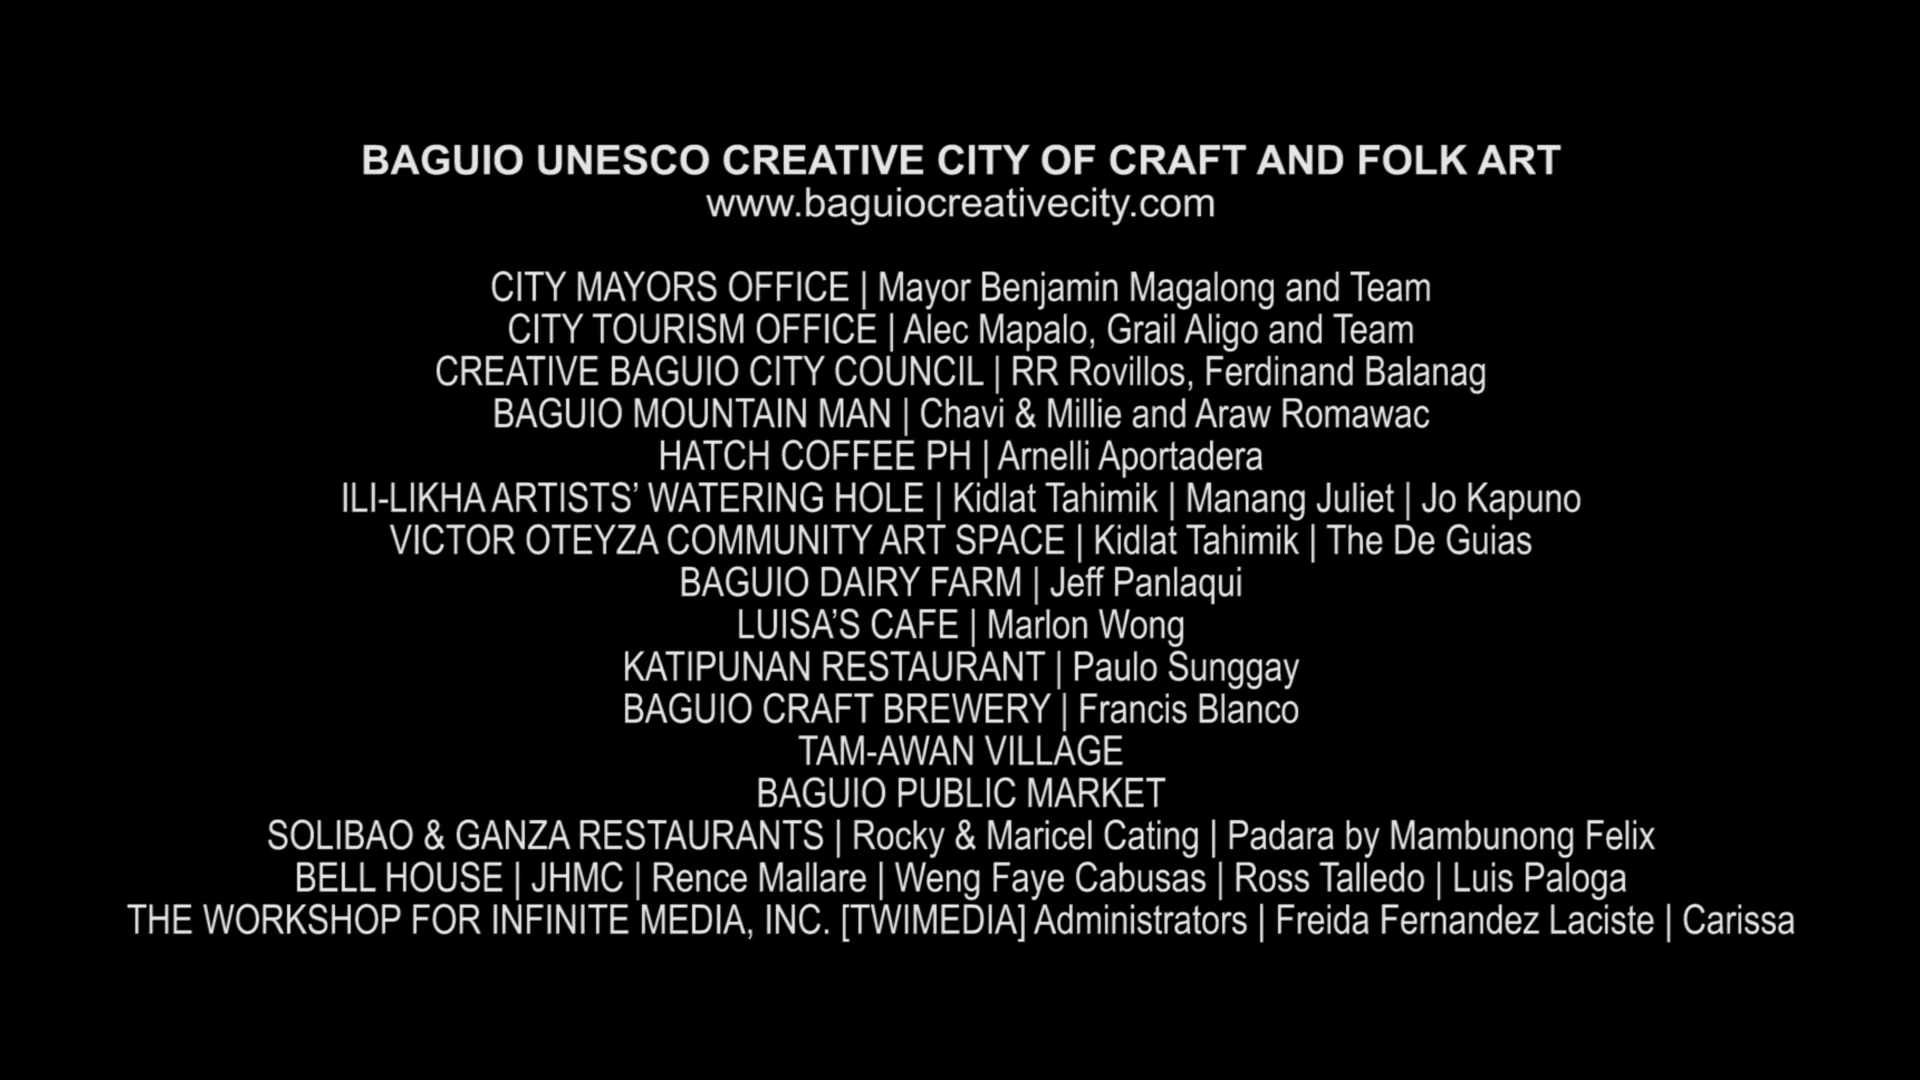 BAGUIO UNESCO CREATIVE CITY OF CRAFT AND FOLK ART
www.baguiocreativecity.com
CITY MAYORS OFFICE | Mayor Benjamin Magalong and Team
CITY TOURISM OFFICE | Alec Mapalo, Grail Aligo and Team
CREATIVE BAGUIO CITY COUNCIL | RR Rovillos, Ferdinand Balanag
BAGUIO MOUNTAIN MAN | Chavi & Millie and Araw Romawac
HATCH COFFEE PH | Arnelli Aportadera
ILI-LIKHA ARTISTS’ WATERING HOLE | Kidlat Tahimik | Manang Juliet | Jo Kapuno
VICTOR OTEYZA COMMUNITY ART SPACE | Kidlat Tahimik | The De Guias
BAGUIO DAIRY FARM | Jeff Panlaqui
LUISA’S CAFE | Marlon Wong
KATIPUNAN RESTAURANT | Paulo Sunggay
BAGUIO CRAFT BREWERY | Francis Blanco
TAM-AWAN VILLAGE
BAGUIO PUBLIC MARKET
SOLIBAO & GANZA RESTAURANTS | Rocky & Maricel Cating | Padara by Mambunong Felix
BELL HOUSE | JHMC | Rence Mallare | Weng Faye Cabusas | Ross Talledo | Luis Paloga
THE WORKSHOP FOR INFINITE MEDIA, INC. [TWIMEDIA] Administrators | Freida Fernandez Laciste | Carissa